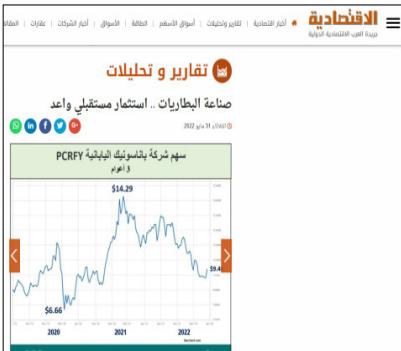 الاقتصادية
جريدة العرب الاقتصادية الدولية
أخبار اقتصادية | تقارير وتحليلات | أسواق الأسهم | الطاقة | الأسواق | أخبار الشركات | عقارات
تقارير و تحليلات
صناعة البطاريات .. استثمار مستقبلي واعد
الثلاثاء 31 مايو 2022
سهم شركة باناسونيك اليابانية PCRFY
3 أعوام
$14.29
$9.4
$6.66
2020 2021 2022